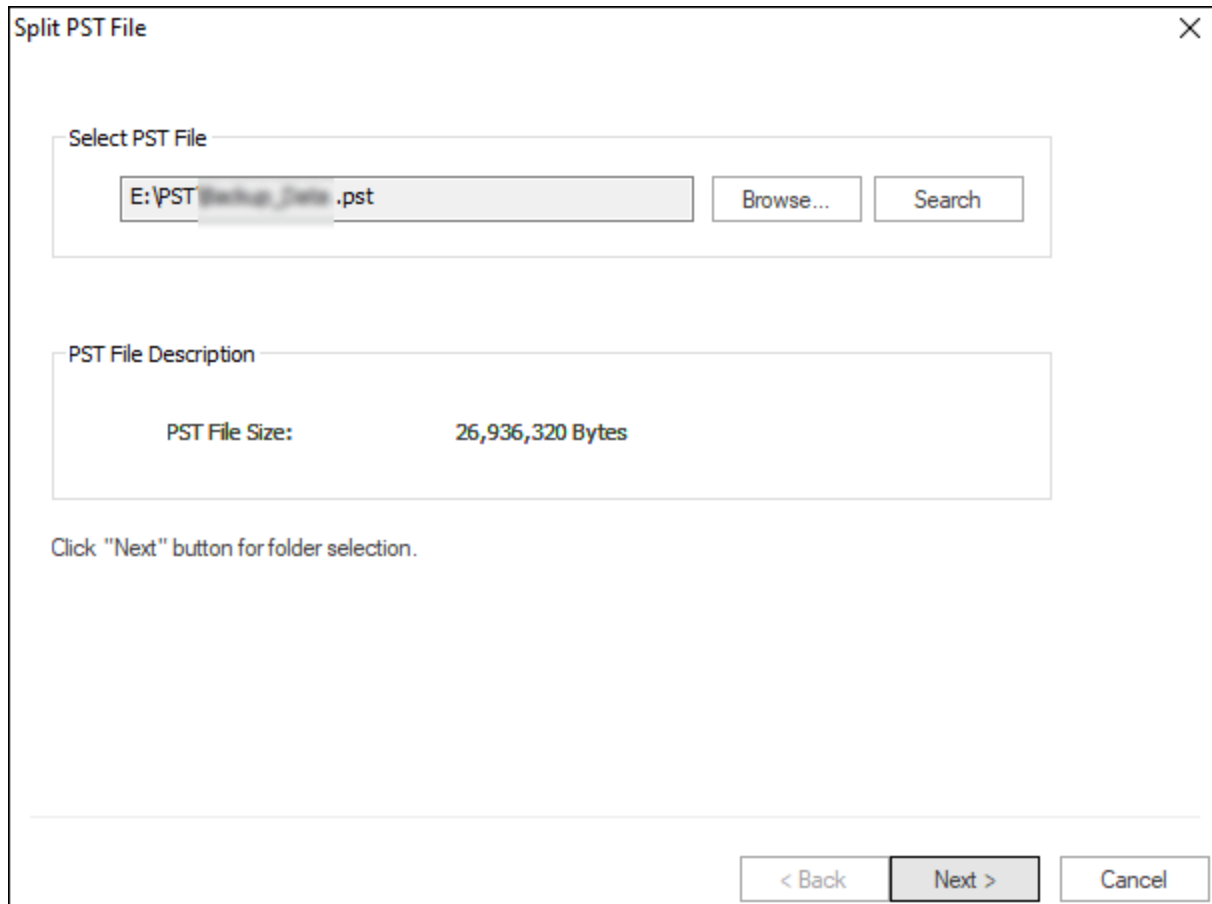 Split PST File
Select PST File
E:\PST .pst
Browse...
Search
PST File Description
PST File Size: 26,936,320 Bytes
Click "Next" button for folder selection.
< Back
Next >
Cancel